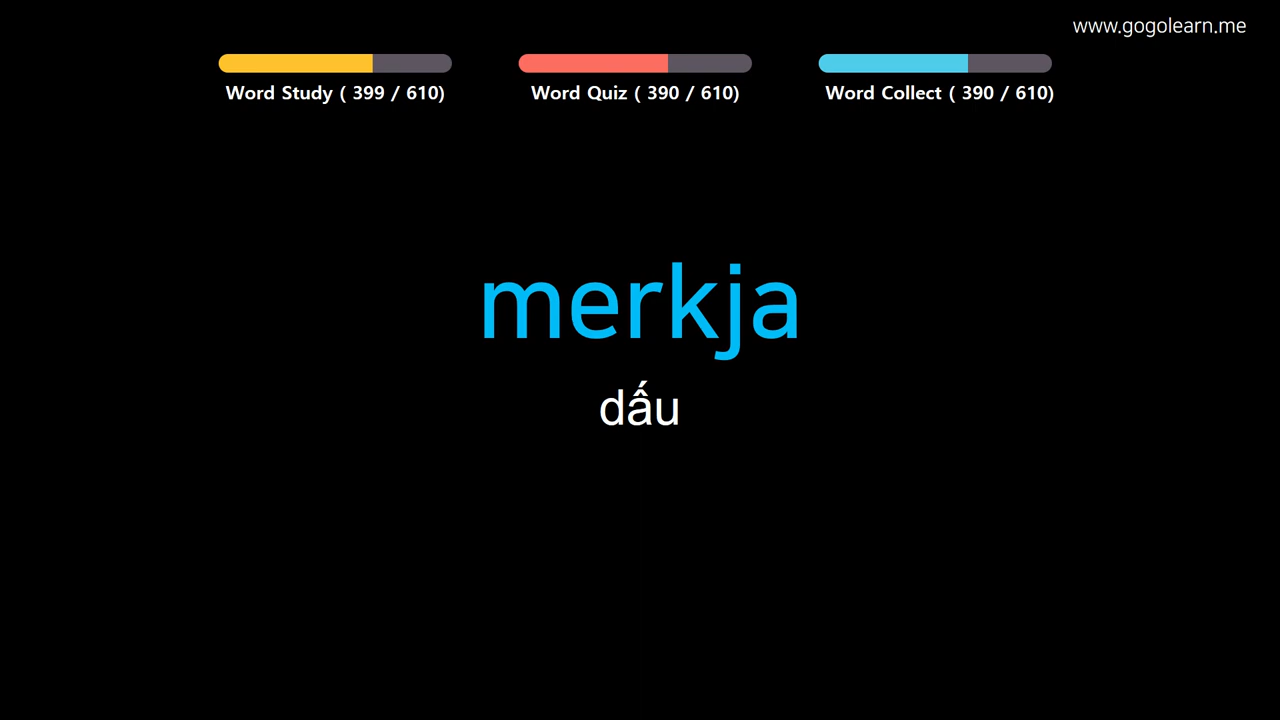 www.gogolearn.me
Word Study ( 399 / 610)
Word Quiz ( 390 / 610)
Word Collect ( 390 / 610)
merkja
dấu